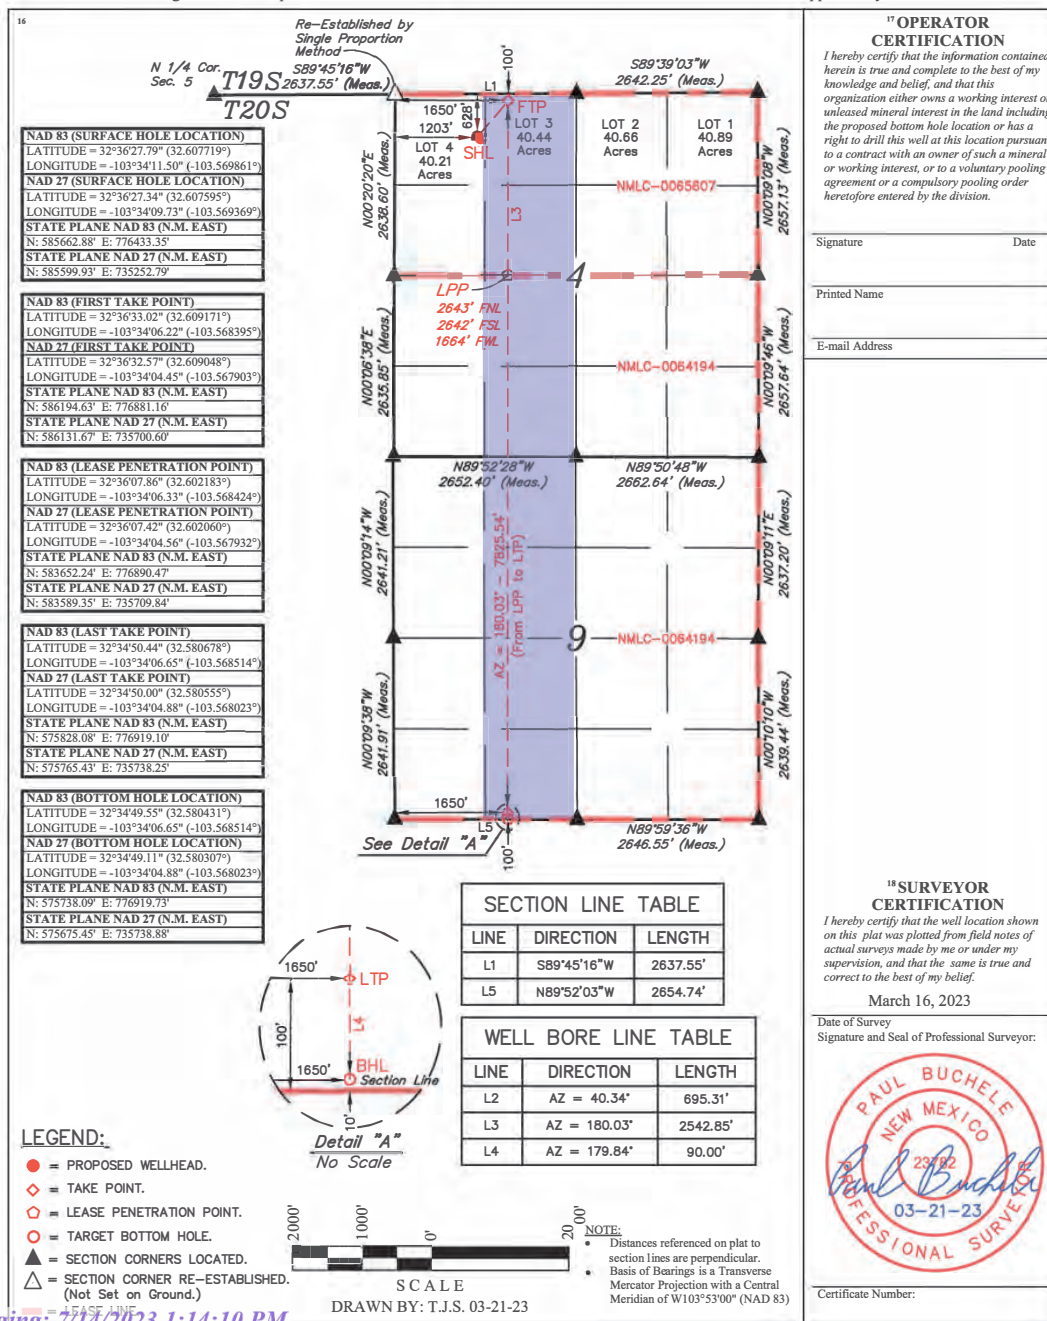 16
Re-Established by
Single Proportion
Method
N 1/4 Cor.
Sec. 5
T19S
T20S
S89°45'16"W
2637.55' (Meas.)
100'
S89°39'03"W
2642.25' (Meas.)
L1
1650'
628'
FTP
1203'
SHL
LOT 4
40.21
Acres
LOT 3
40.44
Acres
LOT 2
40.66
Acres
LOT 1
40.89
Acres
N00°20'20"E
2638.60' (Meas.)
N00°09'08"W
2657.13' (Meas.)
NMLC-0065607
L3
LPP
2643' FNL
2642' FSL
1664' FWL
4
N00°06'38"E
2635.85' (Meas.)
N00°09'46"W
2657.64' (Meas.)
NMLC-0064194
N89°52'28"W
2652.40' (Meas.)
N89°50'48"W
2662.64' (Meas.)
N00°09'14"W
2641.21' (Meas.)
N00°09'11"E
2637.20' (Meas.)
AZ = 180.03° - 7825.54'
(From LPP to LTP)
9
NMLC-0064194
N00°09'38"W
2641.91' (Meas.)
N00°10'10"W
2639.44' (Meas.)
1650'
L5
See Detail "A"
100'
N89°59'36"W
2646.55' (Meas.)
NAD 83 (SURFACE HOLE LOCATION)
LATITUDE = 32°36'27.79" (32.607719°)
LONGITUDE = -103°34'11.50" (-103.569861°)
NAD 27 (SURFACE HOLE LOCATION)
LATITUDE = 32°36'27.34" (32.607595°)
LONGITUDE = -103°34'09.73" (-103.569369°)
STATE PLANE NAD 83 (N.M. EAST)
N: 585662.88' E: 776433.35'
STATE PLANE NAD 27 (N.M. EAST)
N: 585599.93' E: 735252.79'
NAD 83 (FIRST TAKE POINT)
LATITUDE = 32°36'33.02" (32.609171°)
LONGITUDE = -103°34'06.22" (-103.568395°)
NAD 27 (FIRST TAKE POINT)
LATITUDE = 32°36'32.57" (32.609048°)
LONGITUDE = -103°34'04.45" (-103.567903°)
STATE PLANE NAD 83 (N.M. EAST)
N: 586194.63' E: 776881.16'
STATE PLANE NAD 27 (N.M. EAST)
N: 586131.67' E: 735700.60'
NAD 83 (LEASE PENETRATION POINT)
LATITUDE = 32°36'07.86" (32.602183°)
LONGITUDE = -103°34'06.33" (-103.568424°)
NAD 27 (LEASE PENETRATION POINT)
LATITUDE = 32°36'07.42" (32.602060°)
LONGITUDE = -103°34'04.56" (-103.567932°)
STATE PLANE NAD 83 (N.M. EAST)
N: 583652.24' E: 776890.47'
STATE PLANE NAD 27 (N.M. EAST)
N: 583589.35' E: 735709.84'
NAD 83 (LAST TAKE POINT)
LATITUDE = 32°34'50.44" (32.580678°)
LONGITUDE = -103°34'06.65" (-103.568514°)
NAD 27 (LAST TAKE POINT)
LATITUDE = 32°34'50.00" (32.580555°)
LONGITUDE = -103°34'04.88" (-103.568023°)
STATE PLANE NAD 83 (N.M. EAST)
N: 575828.08' E: 776919.10'
STATE PLANE NAD 27 (N.M. EAST)
N: 575765.43' E: 735738.25'
NAD 83 (BOTTOM HOLE LOCATION)
LATITUDE = 32°34'49.55" (32.580431°)
LONGITUDE = -103°34'06.65" (-103.568514°)
NAD 27 (BOTTOM HOLE LOCATION)
LATITUDE = 32°34'49.11" (32.580307°)
LONGITUDE = -103°34'04.88" (-103.568023°)
STATE PLANE NAD 83 (N.M. EAST)
N: 575738.09' E: 776919.73'
STATE PLANE NAD 27 (N.M. EAST)
N: 575675.45' E: 735738.88'
SECTION LINE TABLE
LINE DIRECTION LENGTH
L1 S89°45'16"W 2637.55'
L5 N89°52'03"W 2654.74'
WELL BORE LINE TABLE
LINE DIRECTION LENGTH
L2 AZ = 40.34° 695.31'
L3 AZ = 180.03° 2542.85'
L4 AZ = 179.84° 90.00'
1650'
LTP
L4
100'
1650'
BHL
Section Line
10'
Detail "A"
No Scale
LEGEND:
= PROPOSED WELLHEAD.
= TAKE POINT.
= LEASE PENETRATION POINT.
= TARGET BOTTOM HOLE.
= SECTION CORNERS LOCATED.
= SECTION CORNER RE-ESTABLISHED.
(Not Set on Ground.)
= LEASE LINE
2000' 1000' 0' 2000'
SCALE
DRAWN BY: T.J.S. 03-21-23
NOTE:
• Distances referenced on plat to
section lines are perpendicular.
• Basis of Bearings is a Transverse
Mercator Projection with a Central
Meridian of W103°53'00" (NAD 83)
17 OPERATOR
CERTIFICATION
I hereby certify that the information contained
herein is true and complete to the best of my
knowledge and belief, and that this
organization either owns a working interest o
unleased mineral interest in the land including
the proposed bottom hole location or has a
right to drill this well at this location pursuan
to a contract with an owner of such a mineral
or working interest, or to a voluntary pooling
agreement or a compulsory pooling order
heretofore entered by the division.
Signature Date
Printed Name
E-mail Address
18 SURVEYOR
CERTIFICATION
I hereby certify that the well location shown
on this plat was plotted from field notes of
actual surveys made by me or under my
supervision, and that the same is true and
correct to the best of my belief.
March 16, 2023
Date of Survey
Signature and Seal of Professional Surveyor:
PAUL BUCHELE
NEW MEXICO
23782
Paul Buchele
03-21-23
PROFESSIONAL SURVEYOR
Certificate Number:
ging: 7/14/2023 1:14:10 PM